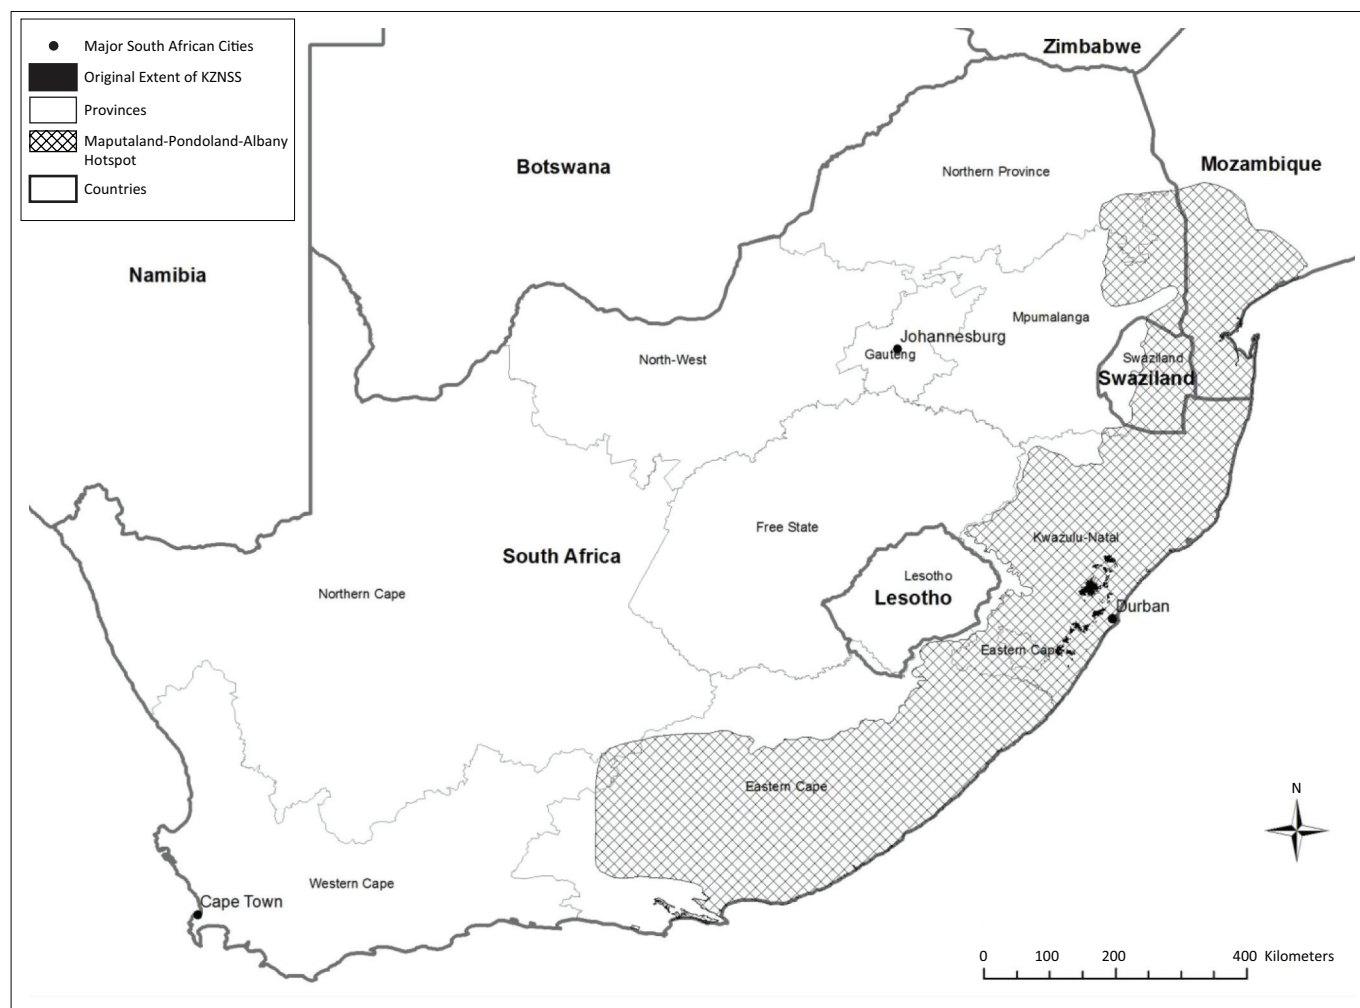 Major South African Cities
Original Extent of KZNSS
Provinces
Maputaland-Pondoland-Albany
Hotspot
Countries
Zimbabwe
Botswana
Northern Province
Mozambique
Namibia
Johannesburg
Mpumalanga
North-West
Gauteng
Swaziland
Swaziland
Free State
Kwazulu-Natal
South Africa
Lesotho
Lesotho
Northern Cape
Durban
Eastern Cape
Eastern Cape
N
Western Cape
Cape Town
0 100 200 400 Kilometers